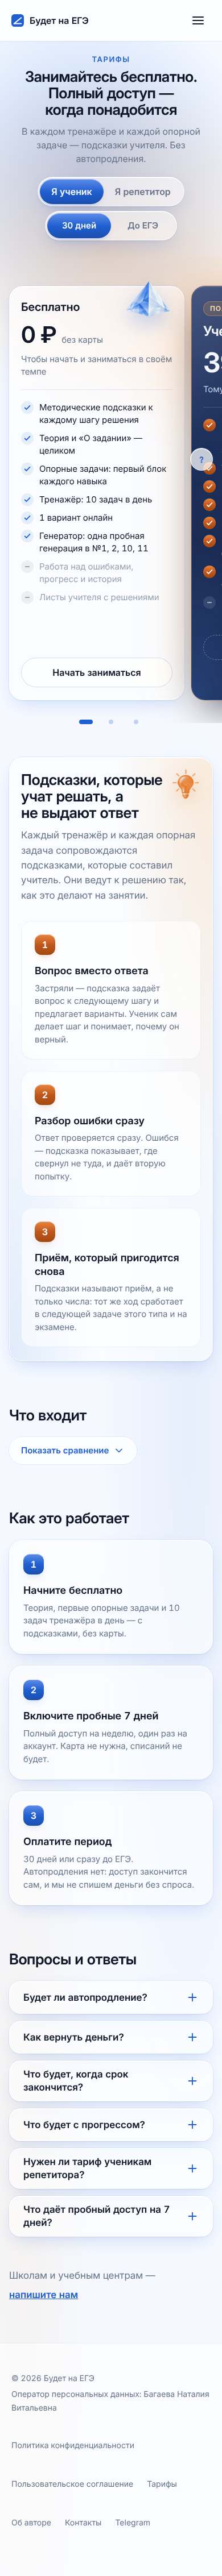 Будет на ЕГЭ
ТАРИФЫ
Занимайтесь бесплатно.
Полный доступ —
когда понадобится
В каждом тренажёре и каждой опорной
задаче — подсказки учителя. Без
автопродления.
Я ученик
Я репетитор
30 дней
До ЕГЭ
Бесплатно
0 ₽ без карты
Чтобы начать и заниматься в своём
темпе
Методические подсказки к
каждому шагу решения
Теория и «О задании» —
целиком
Опорные задачи: первый блок
каждого навыка
Тренажёр: 10 задач в день
1 вариант онлайн
Генератор: одна пробная
генерация в №1, 2, 10, 11
Работа над ошибками,
прогресс и история
Листы учителя с решениями
Начать заниматься
?
Подсказки, которые
учат решать, а
не выдают ответ
Каждый тренажёр и каждая опорная
задача сопровождаются
подсказками, которые составил
учитель. Они ведут к решению так,
как это делают на занятии.
1
Вопрос вместо ответа
Застряли — подсказка задаёт
вопрос к следующему шагу и
предлагает варианты. Ученик сам
делает шаг и понимает, почему он
верный.
2
Разбор ошибки сразу
Ответ проверяется сразу. Ошибся
— подсказка показывает, где
свернул не туда, и даёт вторую
попытку.
3
Приём, который пригодится
снова
Подсказки называют приём, а не
только числа: тот же ход сработает
в следующей задаче этого типа и на
экзамене.
Что входит
Показать сравнение
Как это работает
1
Начните бесплатно
Теория, первые опорные задачи и 10
задач тренажёра в день — с
подсказками, без карты.
2
Включите пробные 7 дней
Полный доступ на неделю, один раз на
аккаунт. Карта не нужна, списаний не
будет.
3
Оплатите период
30 дней или сразу до ЕГЭ.
Автопродления нет: доступ закончится
сам, и мы не спишем деньги без спроса.
Вопросы и ответы
Будет ли автопродление?
Как вернуть деньги?
Что будет, когда срок
закончится?
Что будет с прогрессом?
Нужен ли тариф ученикам
репетитора?
Что даёт пробный доступ на 7
дней?
Школам и учебным центрам —
напишите нам
© 2026 Будет на ЕГЭ
Оператор персональных данных: Багаева Наталия
Витальевна
Политика конфиденциальности
Пользовательское соглашение
Тарифы
Об авторе
Контакты
Telegram